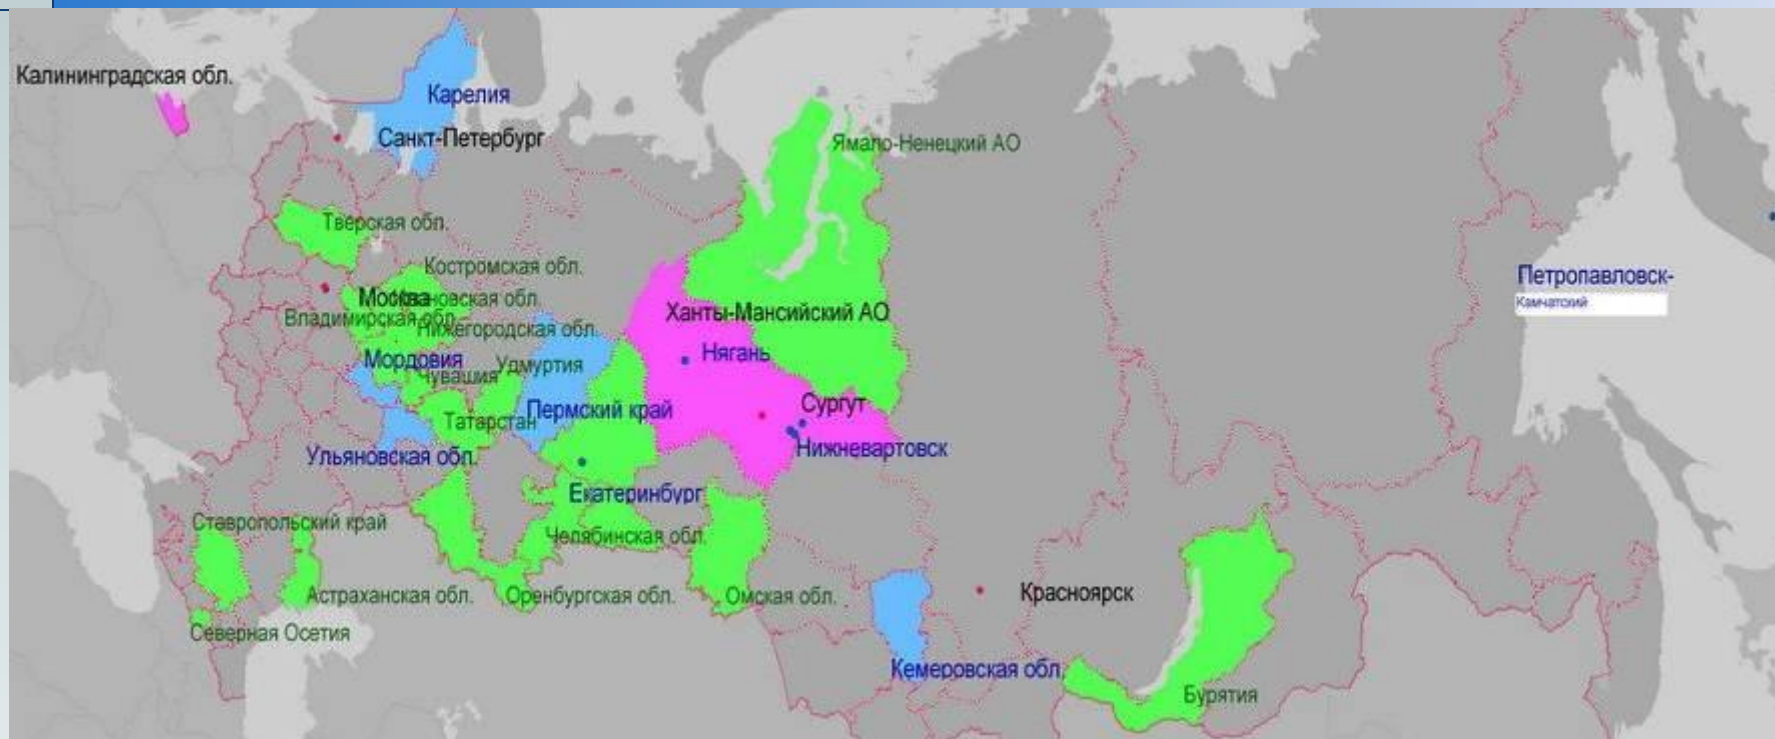 Калининградская обл.
Карелия
Санкт-Петербург
Ямало-Ненецкий АО
Тверская обл.
Костромская обл.
Петропавловск-
Камчатский
Москва
Ивановская обл.
Владимирская обл.
Ханты-Мансийский АО
Нижегородская обл.
Нягань
Мордовия
Удмуртия
Чувашия
Сургут
Пермский край
Татарстан
Нижневартовск
Ульяновская обл.
Екатеринбург
Ставропольский край
Челябинская обл.
Красноярск
Астраханская обл.
Оренбургская обл.
Омская обл.
Северная Осетия
Кемеровская обл.
Бурятия